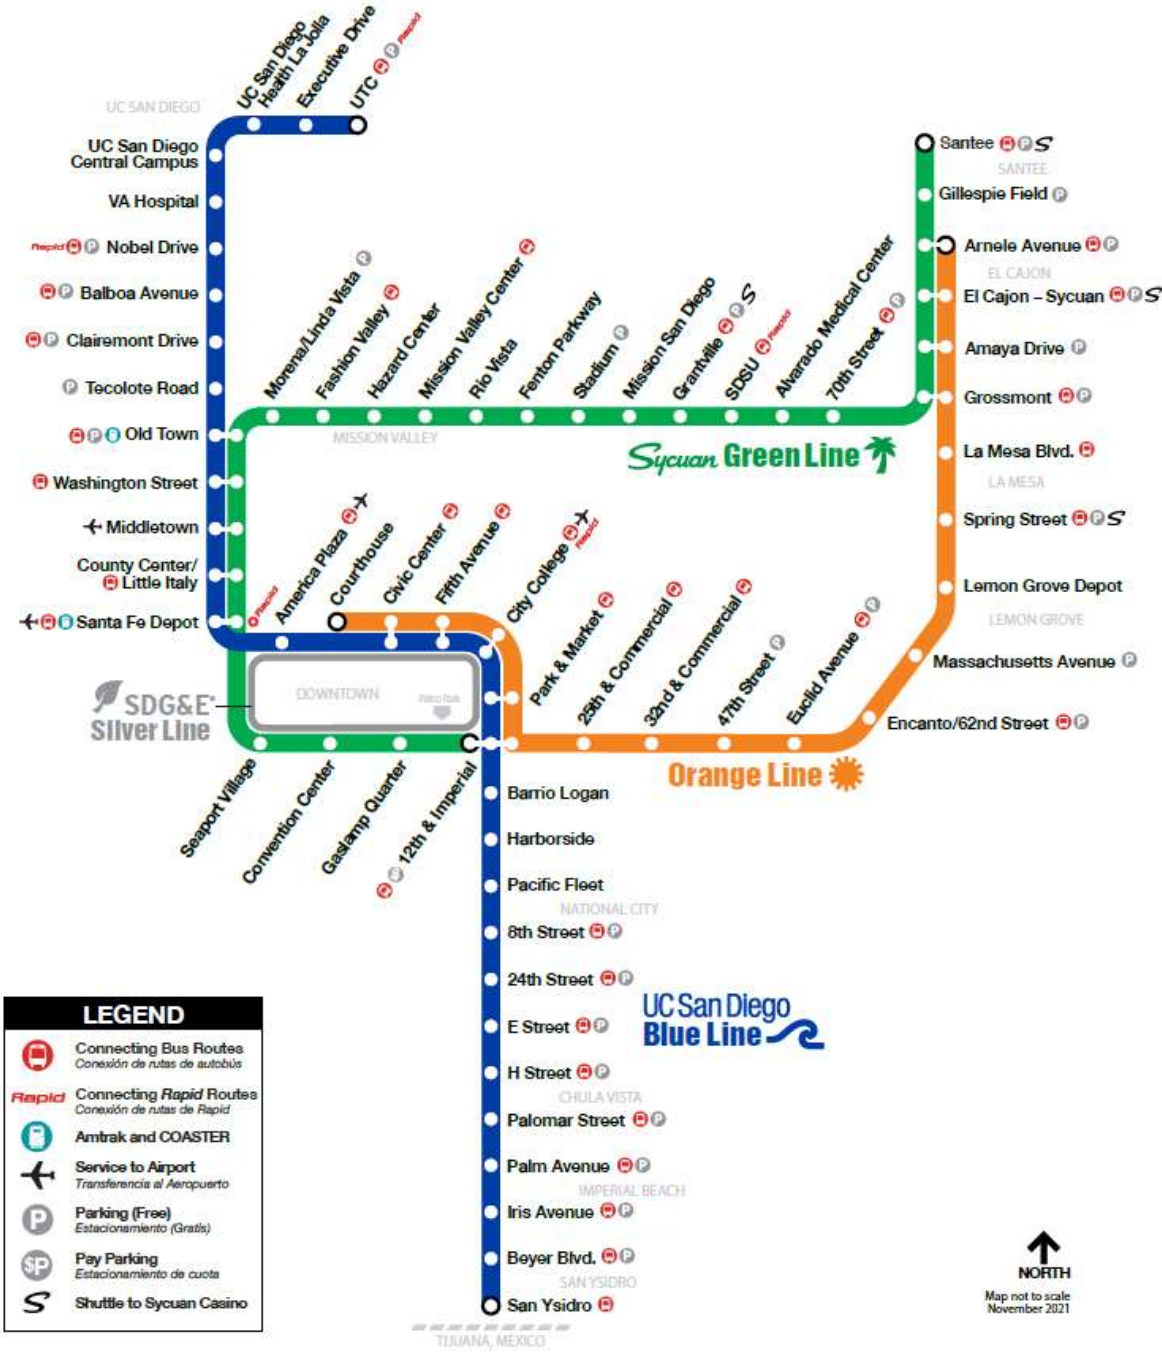 UC San Diego
Health La Jolla
Executive Drive
UTC
Rapid
UC SAN DIEGO
UC San Diego
Central Campus
VA Hospital
Rapid
Nobel Drive
Balboa Avenue
Clairemont Drive
Tecolote Road
Old Town
Washington Street
Middletown
County Center/
Little Italy
Santa Fe Depot
Rapid
Morena/Linda Vista
Fashion Valley
Hazard Center
Mission Valley Center
Rio Vista
Fenton Parkway
Stadium
Mission San Diego
Grantville
SDSU
Rapid
Alvarado Medical Center
70th Street
MISSION VALLEY
Sycuan Green Line
Santee
SANTEE
Gillespie Field
Arnele Avenue
EL CAJON
El Cajon – Sycuan
Amaya Drive
Grossmont
La Mesa Blvd.
LA MESA
Spring Street
Lemon Grove Depot
LEMON GROVE
Massachusetts Avenue
Encanto/62nd Street
America Plaza
Courthouse
Civic Center
Fifth Avenue
City College
Rapid
Park & Market
25th & Commercial
32nd & Commercial
47th Street
Euclid Avenue
Orange Line
DOWNTOWN
SDG&E
Silver Line
Seaport Village
Convention Center
Gaslamp Quarter
12th & Imperial
Barrio Logan
Harborside
Pacific Fleet
NATIONAL CITY
8th Street
24th Street
E Street
H Street
CHULA VISTA
Palomar Street
Palm Avenue
IMPERIAL BEACH
Iris Avenue
Beyer Blvd.
SAN YSIDRO
San Ysidro
TIJUANA, MEXICO
UC San Diego
Blue Line
LEGEND
Connecting Bus Routes
Conexión de rutas de autobús
Rapid
Connecting Rapid Routes
Conexión de rutas de Rapid
Amtrak and COASTER
Service to Airport
Transferencia al Aeropuerto
P
Parking (Free)
Estacionamiento (Gratis)
$P
Pay Parking
Estacionamiento de cuota
S
Shuttle to Sycuan Casino
NORTH
Map not to scale
November 2021